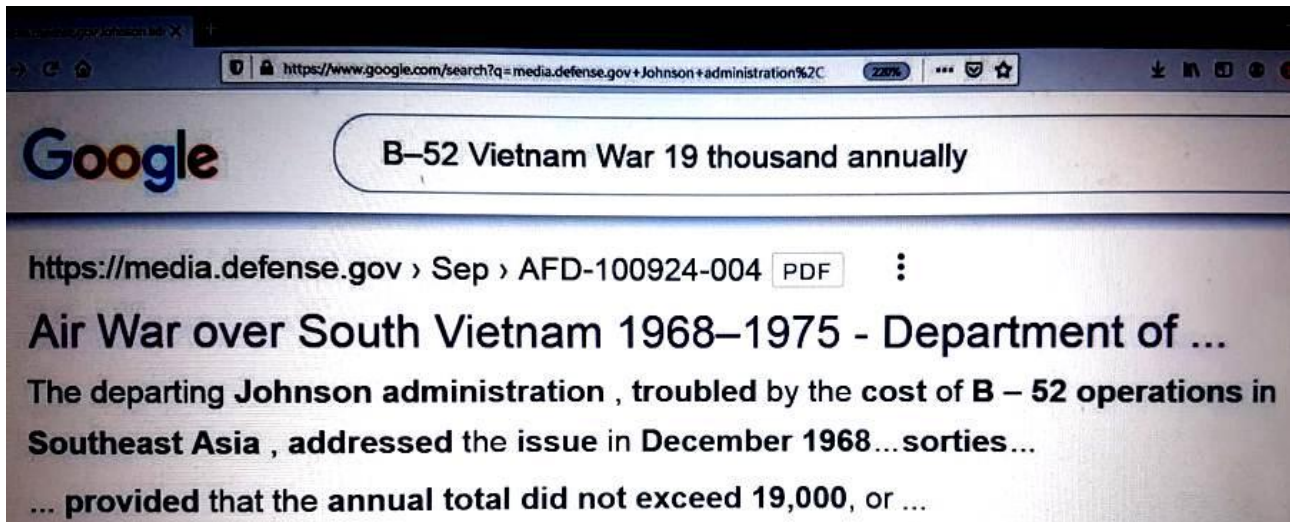 https://www.google.com/search?q=media.defense.gov+Johnson+administration%2C 220% ...
Google
B–52 Vietnam War 19 thousand annually
https://media.defense.gov › Sep › AFD-100924-004 PDF
Air War over South Vietnam 1968–1975 - Department of ...
The departing Johnson administration , troubled by the cost of B – 52 operations in
Southeast Asia , addressed the issue in December 1968...sorties...
... provided that the annual total did not exceed 19,000, or ...